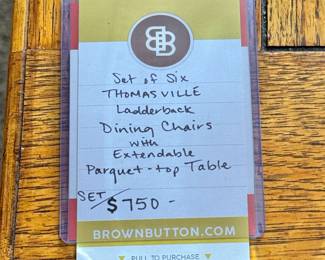 Set of Six
THOMASVILLE
Ladderback
Dining Chairs
with
Extendable
Parquet-top Table
SET $750-
BROWNBUTTON.COM
PULL TO PURCHASE